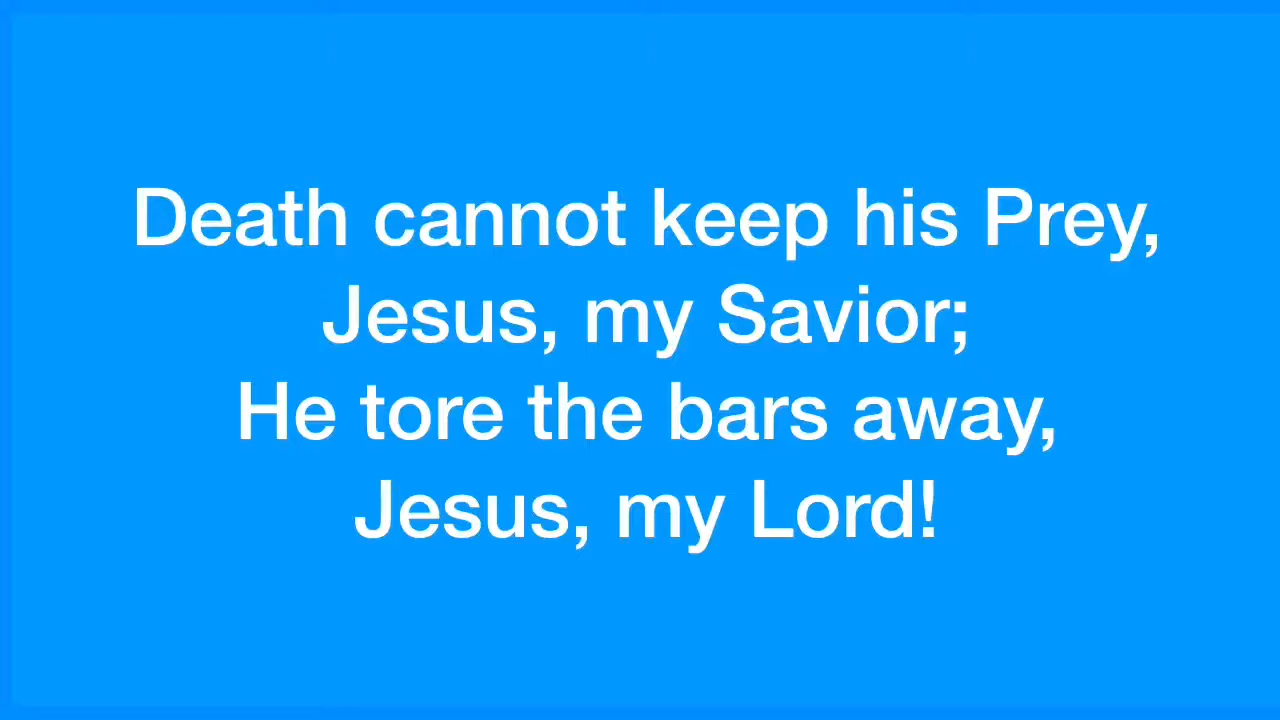 Death cannot keep his Prey,
Jesus, my Savior;
He tore the bars away,
Jesus, my Lord!